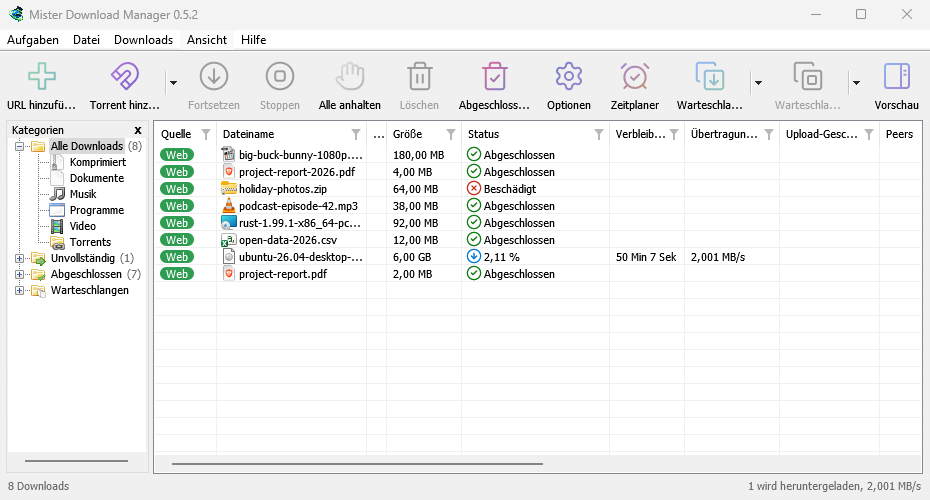 Mister Download Manager 0.5.2
Aufgaben Datei Downloads Ansicht Hilfe
URL hinzufü... Torrent hinz... Fortsetzen Stoppen Alle anhalten Löschen Abgeschloss... Optionen Zeitplaner Warteschla... Warteschla... Vorschau
Kategorien x
Alle Downloads (8)
Komprimiert
Dokumente
Musik
Programme
Video
Torrents
Unvollständig (1)
Abgeschlossen (7)
Warteschlangen
Quelle Dateiname ... Größe Status Verbleib... Übertragun... Upload-Gesc... Peers
Web big-buck-bunny-1080p.... 180,00 MB Abgeschlossen
Web project-report-2026.pdf 4,00 MB Abgeschlossen
Web holiday-photos.zip 64,00 MB Beschädigt
Web podcast-episode-42.mp3 38,00 MB Abgeschlossen
Web rust-1.99.1-x86_64-pc... 92,00 MB Abgeschlossen
Web open-data-2026.csv 12,00 MB Abgeschlossen
Web ubuntu-26.04-desktop-... 6,00 GB 2,11 % 50 Min 7 Sek 2,001 MB/s
Web project-report.pdf 2,00 MB Abgeschlossen
8 Downloads
1 wird heruntergeladen, 2,001 MB/s